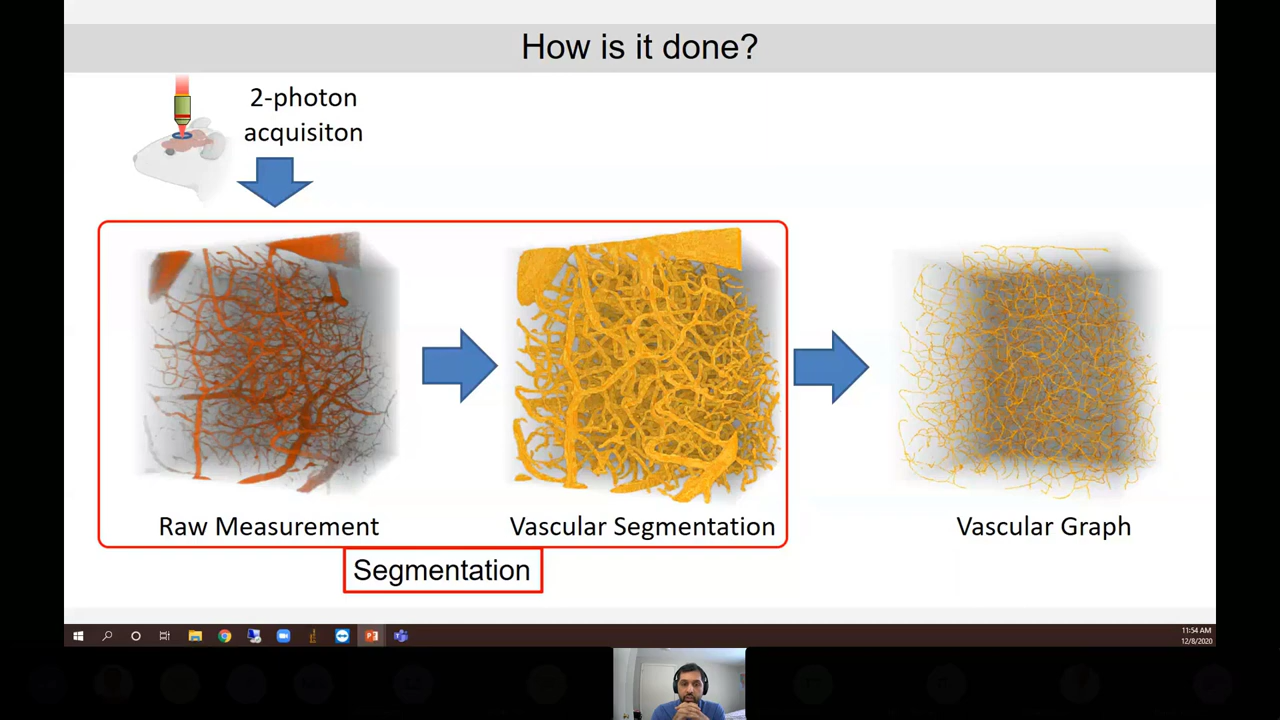 How is it done?
2-photon
acquisiton
Raw Measurement
Vascular Segmentation
Vascular Graph
Segmentation
11:54 AM
12/8/2020